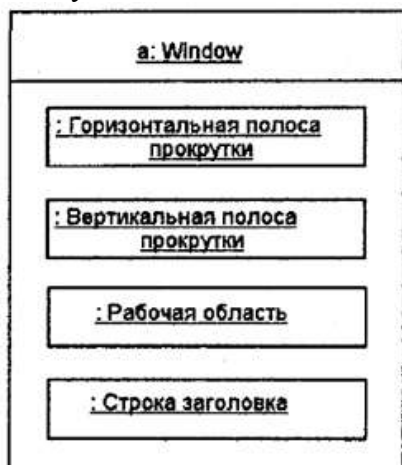 a: Window
: Горизонтальная полоса
прокрутки
: Вертикальная полоса
прокрутки
: Рабочая область
: Строка заголовка